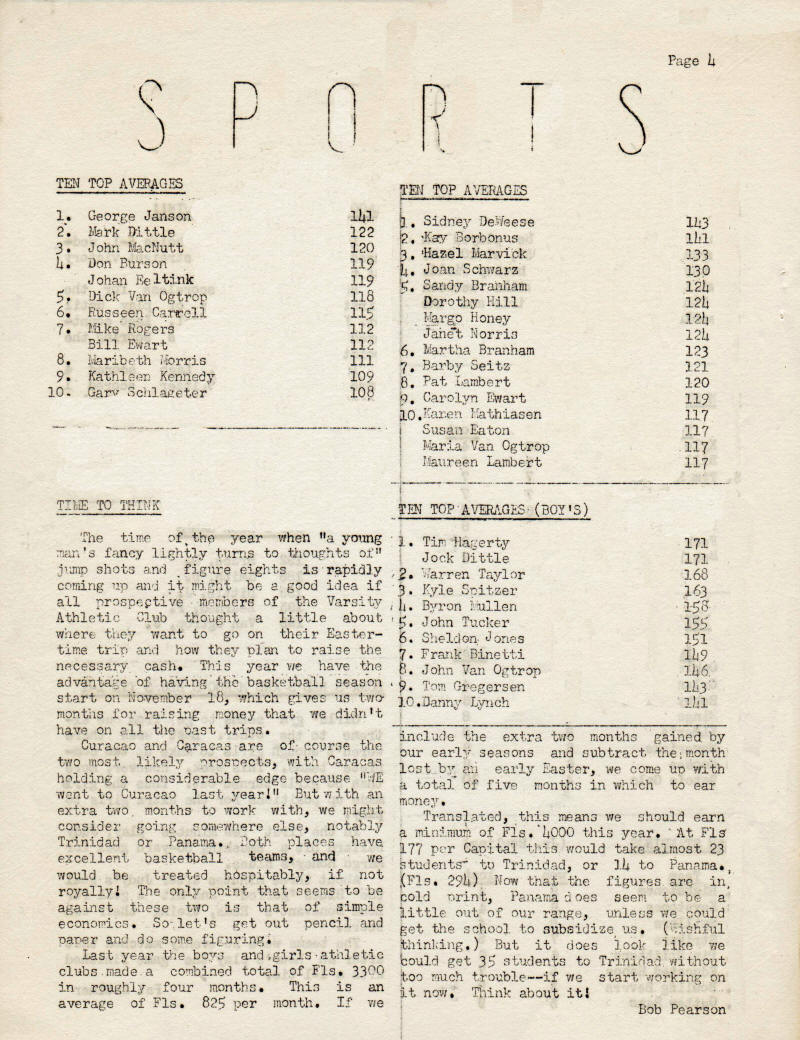 Page 4
SPORTS
TEN TOP AVERAGES
1. George Janson 141
2. Mark Dittle 122
3. John MacNutt 120
4. Don Burson 119
Johan Eeltink 119
5. Dick Van Ogtrop 118
6. Russeen Carrell 115
7. Mike Rogers 112
Bill Ewart 112
8. Maribeth Morris 111
9. Kathleen Kennedy 109
10. Gary Schlageter 108
TIME TO THINK
The time of the year when "a young
man's fancy lightly turns to thoughts of"
jump shots and figure eights is rapidly
coming up and it might be a good idea if
all prospective members of the Varsity
Athletic Club thought a little about
where they want to go on their Easter-
time trip and how they plan to raise the
necessary cash. This year we have the
advantage of having the basketball season
start on November 18, which gives us two
months for raising money that we didn't
have on all the past trips.
Curacao and Caracas are of course the
two most likely prospects, with Caracas
holding a considerable edge because "WE
went to Curacao last year!" But with an
extra two months to work with, we might
consider going somewhere else, notably
Trinidad or Panama. Both places have
excellent basketball teams, and we
would be treated hospitably, if not
royally! The only point that seems to be
against these two is that of simple
economics. So let's get out pencil and
paper and do some figuring.
Last year the boys and girls athletic
clubs made a combined total of Fls. 3300
in roughly four months. This is an
average of Fls. 825 per month. If we
TEN TOP AVERAGES
1. Sidney DeWeese 143
2. Kay Borbonus 141
3. Hazel Marvick 133
4. Joan Schwarz 130
5. Sandy Branham 124
Dorothy Hill 124
Margo Honey 124
Janet Norris 124
6. Martha Branham 123
7. Barby Seitz 121
8. Pat Lambert 120
9. Carolyn Ewart 119
10. Karen Mathiasen 117
Susan Eaton 117
Maria Van Ogtrop 117
Maureen Lambert 117
TEN TOP AVERAGES (BOY'S)
1. Tim Hagerty 171
Jock Dittle 171
2. Warren Taylor 168
3. Kyle Spitzer 163
4. Byron Mullen 158
5. John Tucker 155
6. Sheldon Jones 151
7. Frank Binetti 149
8. John Van Ogtrop 146
9. Tom Gregersen 143
10. Danny Lynch 141
include the extra two months gained by
our early seasons and subtract the month
lost by an early Easter, we come up with
a total of five months in which to ear
money.
Translated, this means we should earn
a minimum of Fls. 4000 this year. At Fls
177 per Capital this would take almost 23
students to Trinidad, or 14 to Panama.
(Fls. 294) Now that the figures are in
cold print, Panama does seem to be a
little out of our range, unless we could
get the school to subsidize us. (Wishful
thinking.) But it does look like we
could get 35 students to Trinidad without
too much trouble--if we start working on
it now. Think about it!
Bob Pearson